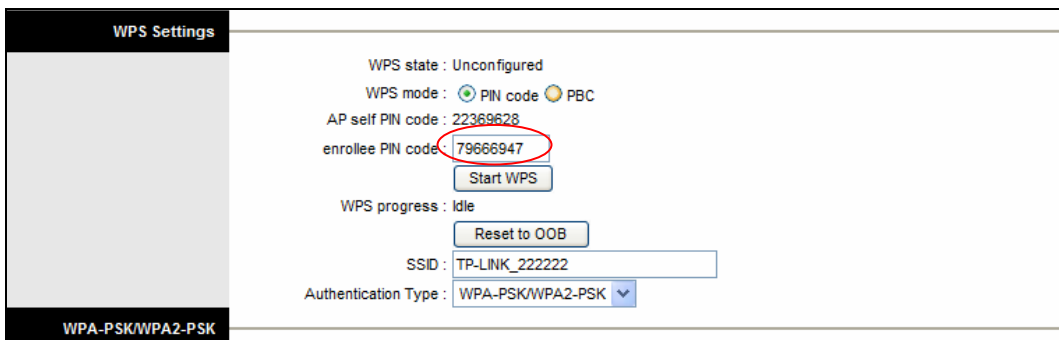 WPS Settings
WPS state : Unconfigured
WPS mode : PIN code PBC
AP self PIN code : 22369628
enrollee PIN code : 79666947
Start WPS
WPS progress : Idle
Reset to OOB
SSID : TP-LINK_222222
Authentication Type : WPA-PSK/WPA2-PSK
WPA-PSK/WPA2-PSK